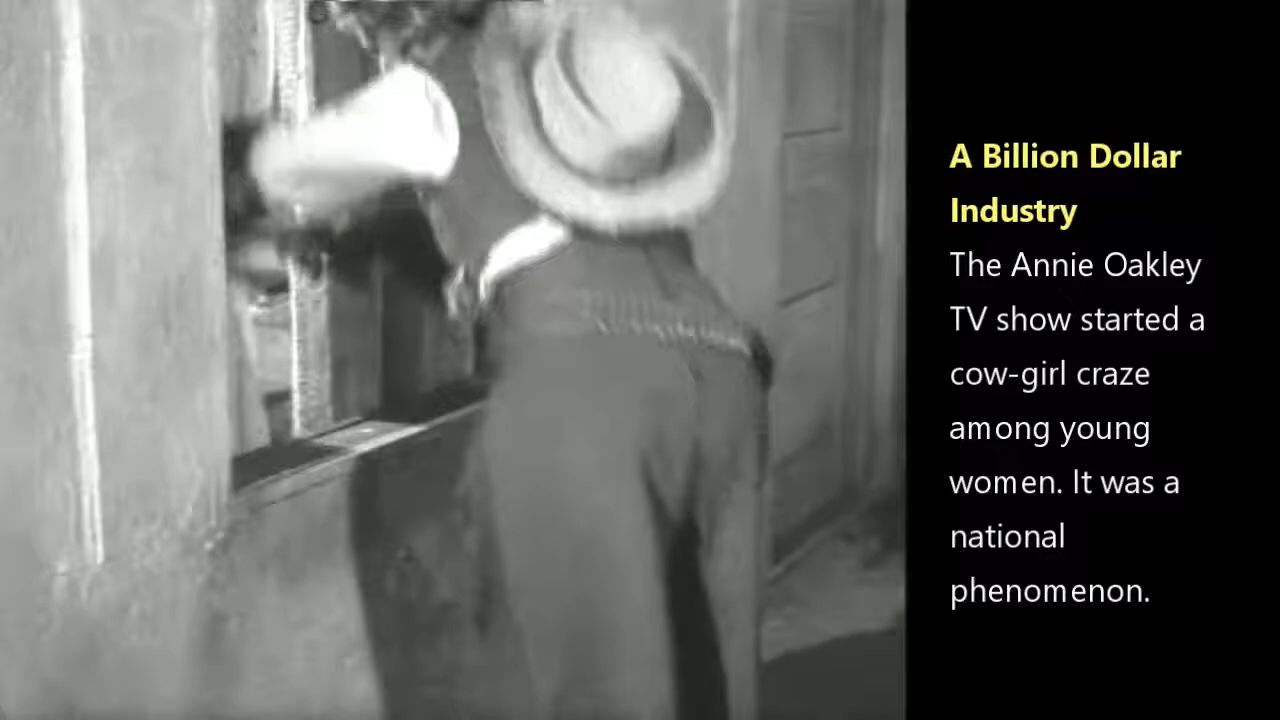 A Billion Dollar
Industry
The Annie Oakley
TV show started a
cow-girl craze
among young
women. It was a
national
phenomenon.